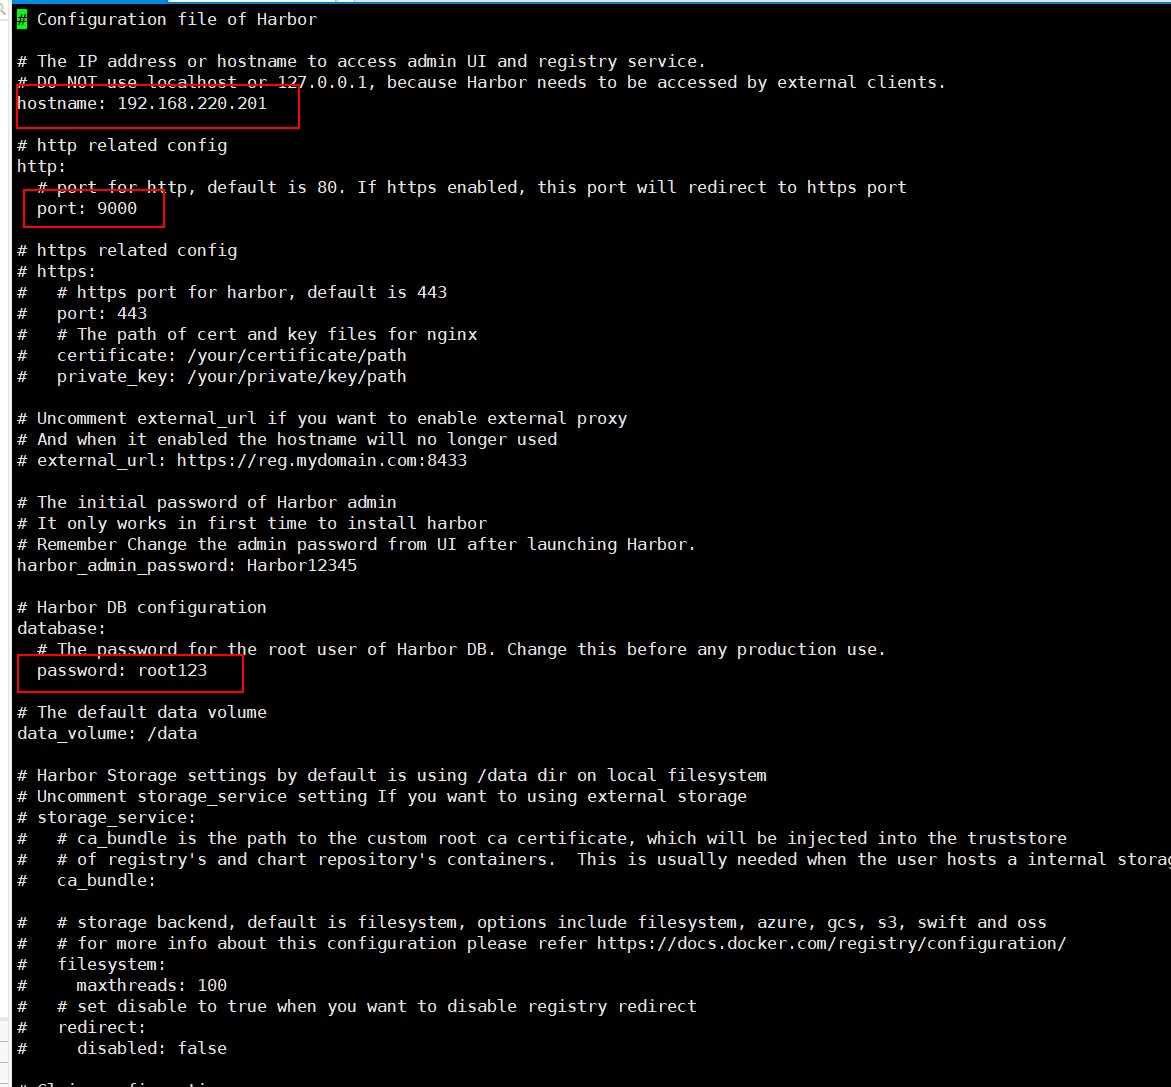 # Configuration file of Harbor
# The IP address or hostname to access admin UI and registry service.
# DO NOT use localhost or 127.0.0.1, because Harbor needs to be accessed by external clients.
hostname: 192.168.220.201
# http related config
http:
  # port for http, default is 80. If https enabled, this port will redirect to https port
  port: 9000
# https related config
# https:
#   # https port for harbor, default is 443
#   port: 443
#   # The path of cert and key files for nginx
#   certificate: /your/certificate/path
#   private_key: /your/private/key/path
# Uncomment external_url if you want to enable external proxy
# And when it enabled the hostname will no longer used
# external_url: https://reg.mydomain.com:8433
# The initial password of Harbor admin
# It only works in first time to install harbor
# Remember Change the admin password from UI after launching Harbor.
harbor_admin_password: Harbor12345
# Harbor DB configuration
database:
  # The password for the root user of Harbor DB. Change this before any production use.
  password: root123
# The default data volume
data_volume: /data
# Harbor Storage settings by default is using /data dir on local filesystem
# Uncomment storage_service setting If you want to using external storage
# storage_service:
#   # ca_bundle is the path to the custom root ca certificate, which will be injected into the truststore
#   # of registry's and chart repository's containers.  This is usually needed when the user hosts a internal
#   ca_bundle:
#   # storage backend, default is filesystem, options include filesystem, azure, gcs, s3, swift and oss
#   # for more info about this configuration please refer https://docs.docker.com/registry/configuration/
#   filesystem:
#     maxthreads: 100
#   # set disable to true when you want to disable registry redirect
#   redirect:
#     disabled: false